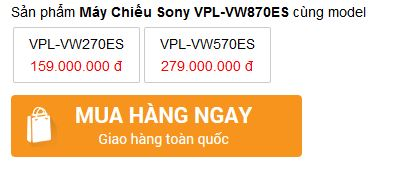 Sản phẩm Máy Chiếu Sony VPL-VW870ES cùng model
VPL-VW270ES VPL-VW570ES
159.000.000 đ 279.000.000 đ
MUA HÀNG NGAY
Giao hàng toàn quốc